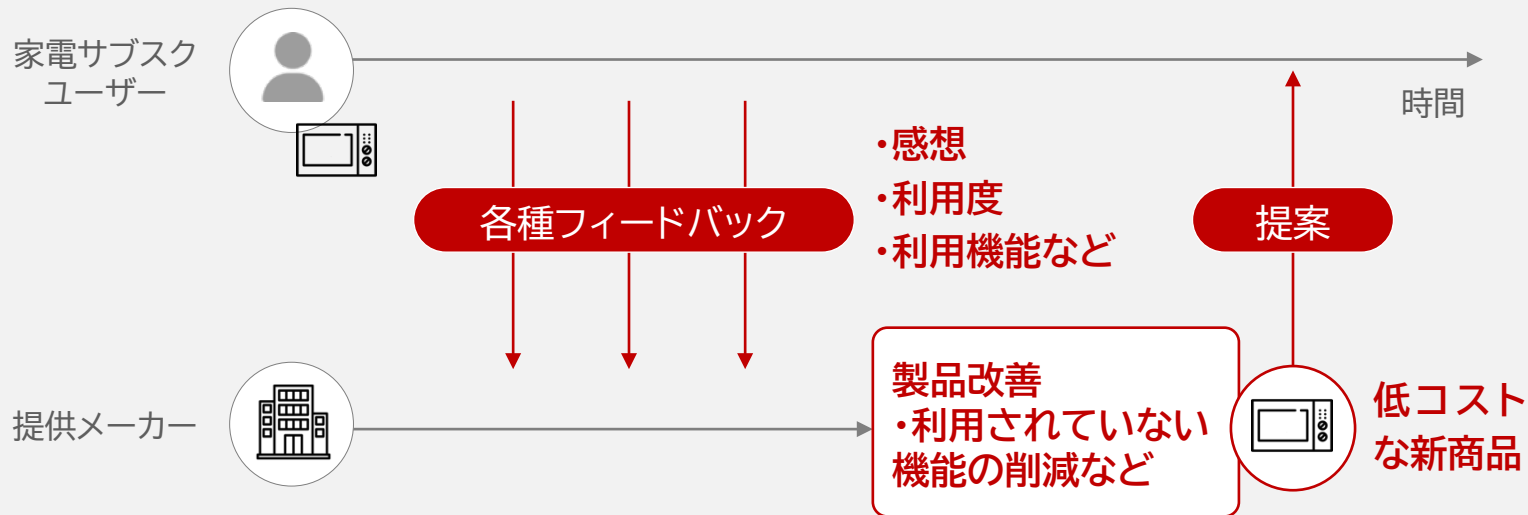 家電サブスク
ユーザー
時間
・感想
・利用度
・利用機能など
各種フィードバック
提案
提供メーカー
製品改善
・利用されていない
機能の削減など
低コスト
な新商品